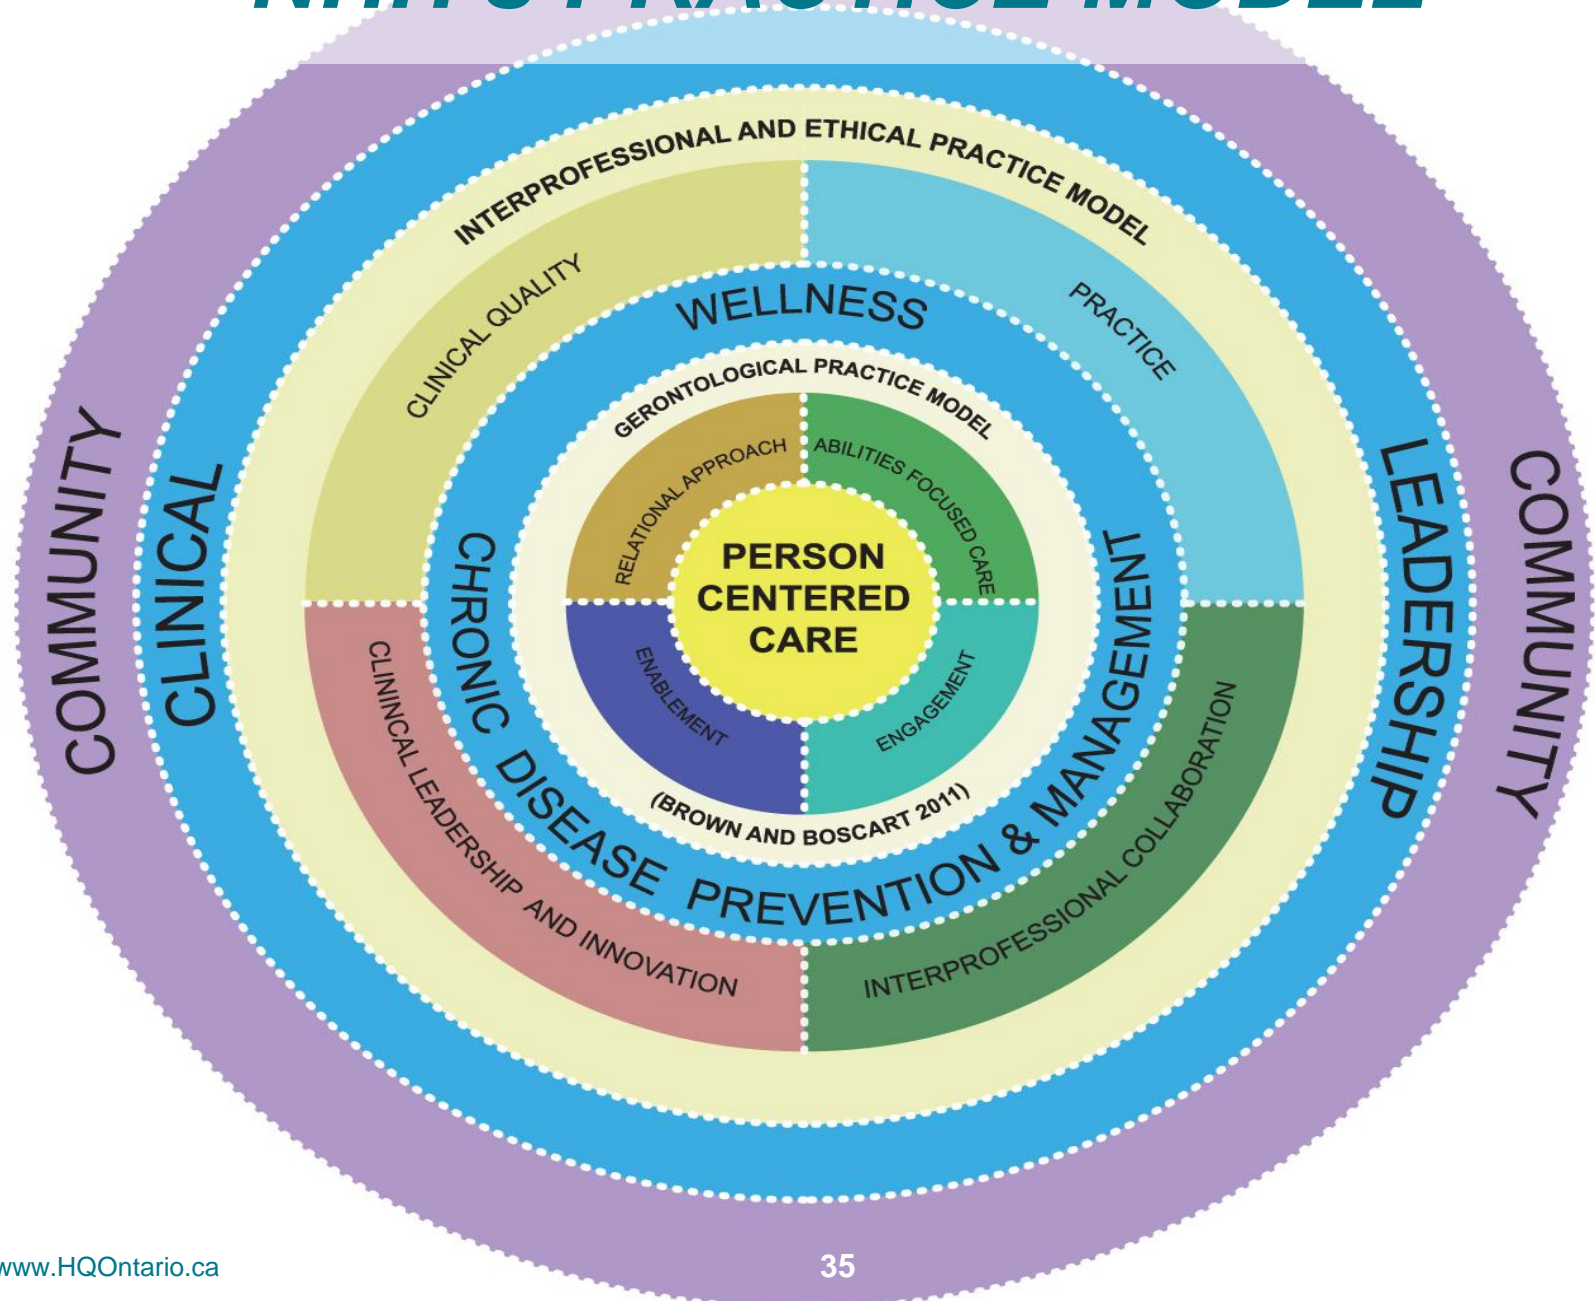 PRACTICE MODEL
INTERPROFESSIONAL AND ETHICAL PRACTICE MODEL
CLINICAL QUALITY
PRACTICE
WELLNESS
GERONTOLOGICAL PRACTICE MODEL
RELATIONAL APPROACH
ABILITIES FOCUSED CARE
COMMUNITY
CLINICAL
LEADERSHIP
COMMUNITY
PERSON
CENTERED
CARE
CHRONIC DISEASE PREVENTION & MANAGEMENT
ENABLEMENT
ENGAGEMENT
(BROWN AND BOSCART 2011)
CLININCAL LEADERSHIP AND INNOVATION
INTERPROFESSIONAL COLLABORATION
www.HQOntario.ca
35